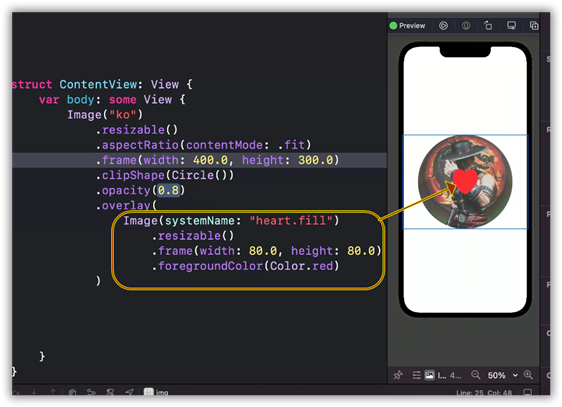 Preview
struct ContentView: View {
var body: some View {
Image("ko")
.resizable()
.aspectRatio(contentMode: .fit)
.frame(width: 400.0, height: 300.0)
.clipShape(Circle())
.opacity(0.8)
.overlay(
Image(systemName: "heart.fill")
.resizable()
.frame(width: 80.0, height: 80.0)
.foregroundColor(Color.red)
)
}
}
I... 4... 50%
img
Line: 25 Col: 48